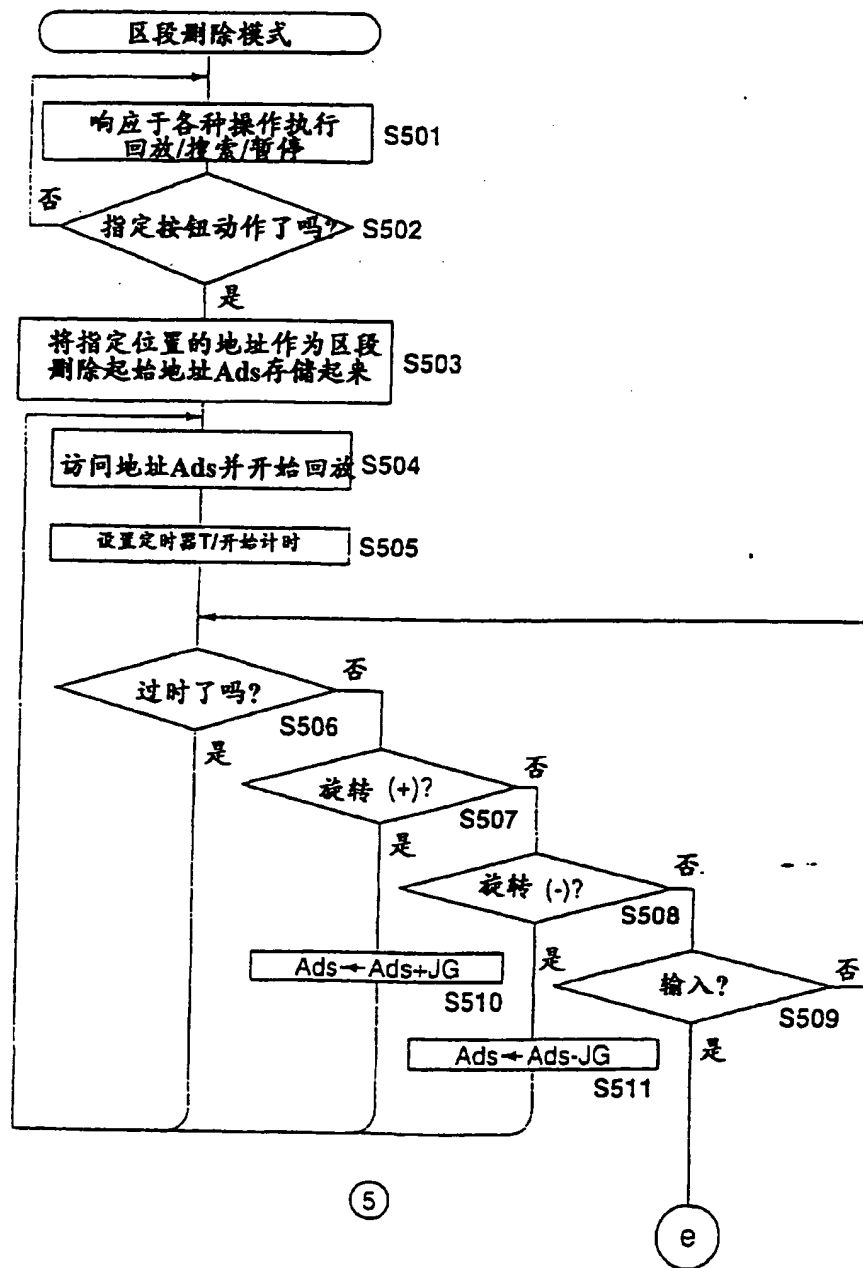 区段删除模式
响应于各种操作执行
回放/搜索/暂停
S501
否
指定按钮动作了吗?
S502
是
将指定位置的地址作为区段
删除起始地址Ads存储起来
S503
访问地址Ads并开始回放
S504
设置定时器T/开始计时
S505
过时了吗?
否
S506
是
旋转 (+)?
否
S507
是
旋转 (-)?
否
S508
是
Ads←Ads+JG
S510
输入?
否
S509
是
Ads←Ads-JG
S511
5
e